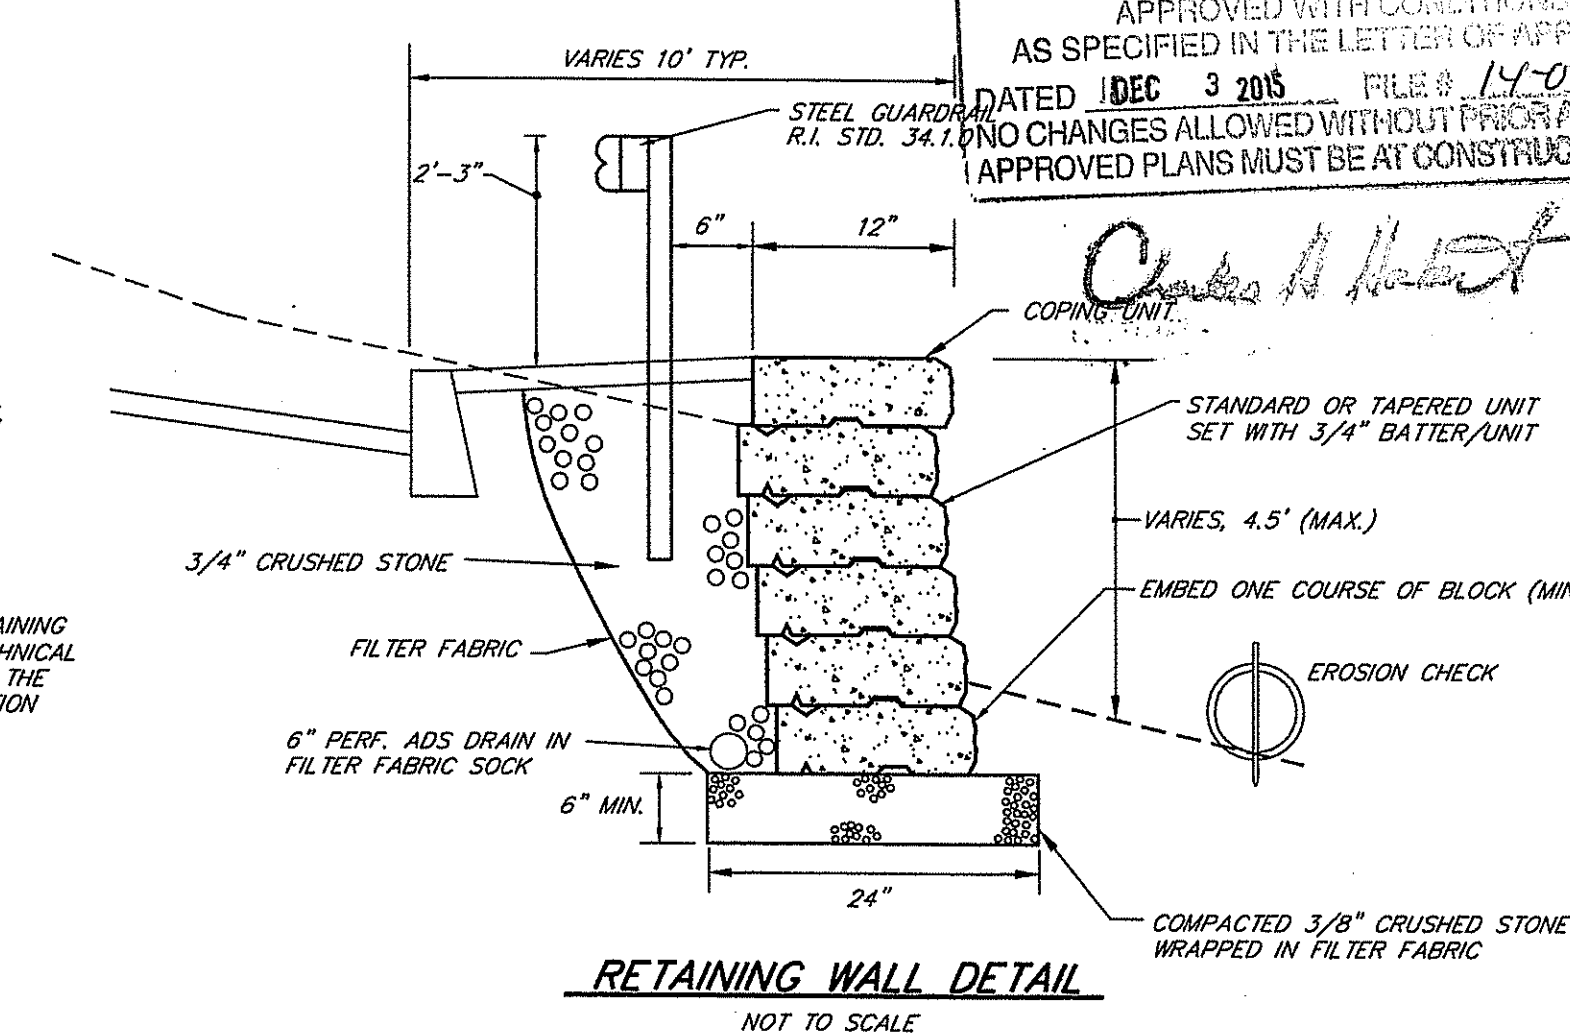 APPROVED WITH CONDITIONS
AS SPECIFIED IN THE LETTER OF APP
DATED DEC 3 2015 FILE # 14-0
NO CHANGES ALLOWED WITHOUT PRIOR A
APPROVED PLANS MUST BE AT CONSTRUC
VARIES 10' TYP.
STEEL GUARDRAIL
R.I. STD. 34.1.0
2'-3"
6"
12"
COPING UNIT
STANDARD OR TAPERED UNIT
SET WITH 3/4" BATTER/UNIT
VARIES, 4.5' (MAX.)
3/4" CRUSHED STONE
EMBED ONE COURSE OF BLOCK (MIN
AINING
HNICAL
THE
TION
FILTER FABRIC
EROSION CHECK
6" PERF. ADS DRAIN IN
FILTER FABRIC SOCK
6" MIN.
24"
COMPACTED 3/8" CRUSHED STONE
WRAPPED IN FILTER FABRIC
RETAINING WALL DETAIL
NOT TO SCALE